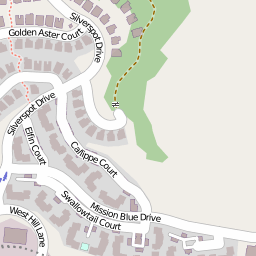 Golden Aster Court
Silverspot Drive
Silverspot Drive
Elfin Court
Callippe Court
Mission Blue Drive
Swallowtail Court
West Hill Lane